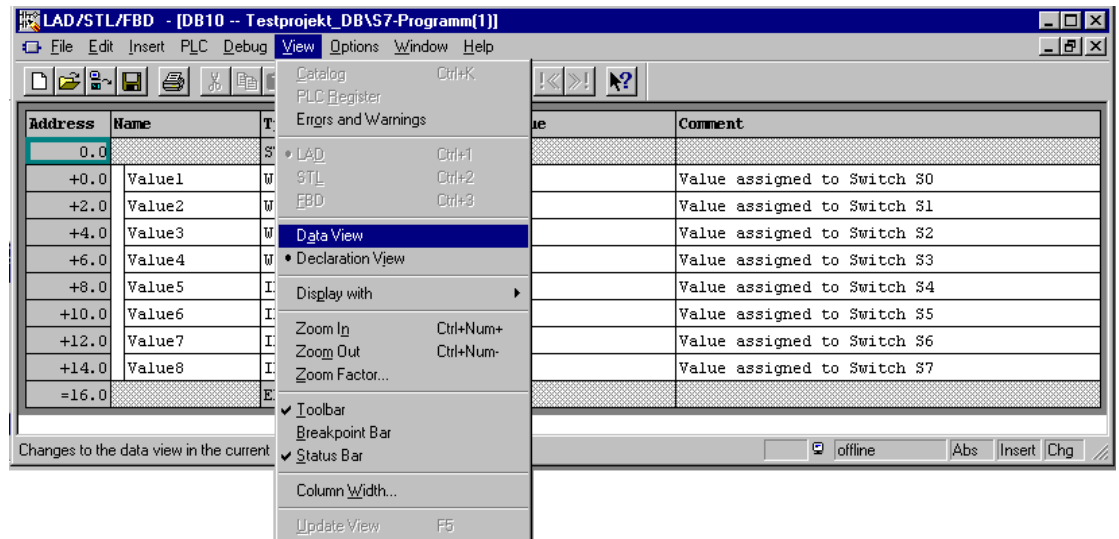 LAD/STL/FBD - [DB10 -- Testprojekt_DB\S7-Programm(1)]
File Edit Insert PLC Debug View Options Window Help
Catalog Ctrl+K
PLC Register
Errors and Warnings
LAD Ctrl+1
STL Ctrl+2
FBD Ctrl+3
Data View
Declaration View
Display with
Zoom In Ctrl+Num+
Zoom Out Ctrl+Num-
Zoom Factor...
Toolbar
Breakpoint Bar
Status Bar
Column Width...
Update View F5
Address Name T ue Comment
0.0 S
+0.0 Value1 W Value assigned to Switch S0
+2.0 Value2 W Value assigned to Switch S1
+4.0 Value3 W Value assigned to Switch S2
+6.0 Value4 W Value assigned to Switch S3
+8.0 Value5 I Value assigned to Switch S4
+10.0 Value6 I Value assigned to Switch S5
+12.0 Value7 I Value assigned to Switch S6
+14.0 Value8 I Value assigned to Switch S7
=16.0 E
Changes to the data view in the current offline Abs Insert Chg